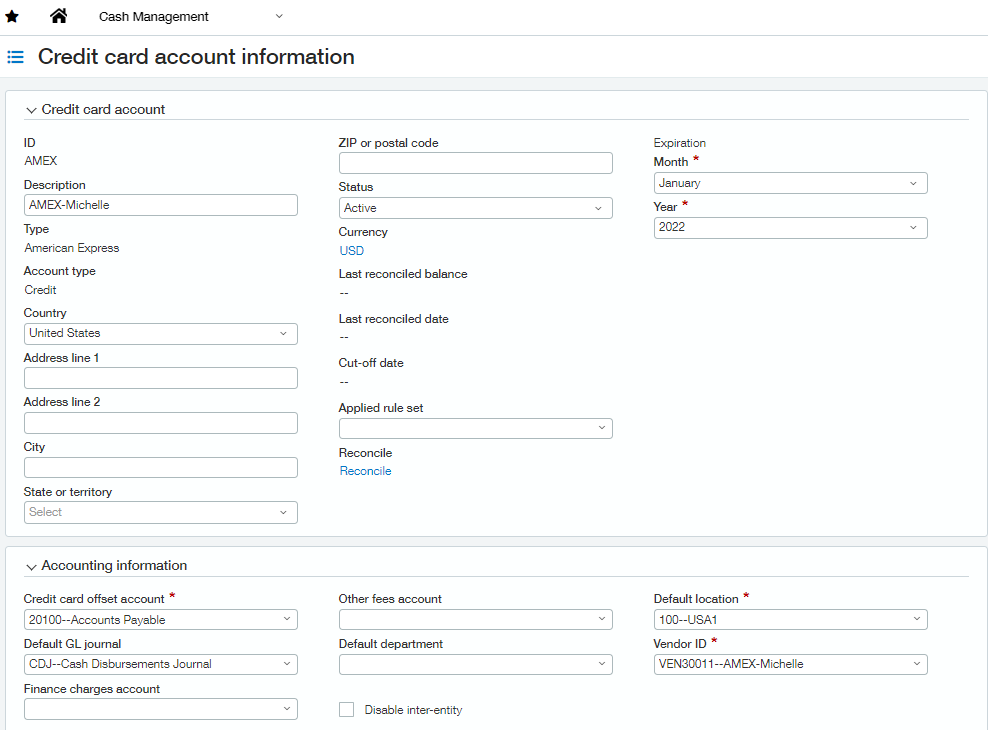 Cash Management
Credit card account information
Credit card account
ID
AMEX
Description
AMEX-Michelle
Type
American Express
Account type
Credit
Country
United States
Address line 1
Address line 2
City
State or territory
Select
ZIP or postal code
Status
Active
Currency
USD
Last reconciled balance
--
Last reconciled date
--
Cut-off date
--
Applied rule set
Reconcile
Reconcile
Expiration
Month *
January
Year *
2022
Accounting information
Credit card offset account *
20100--Accounts Payable
Default GL journal
CDJ--Cash Disbursements Journal
Finance charges account
Other fees account
Default department
Disable inter-entity
Default location *
100--USA1
Vendor ID *
VEN30011--AMEX-Michelle